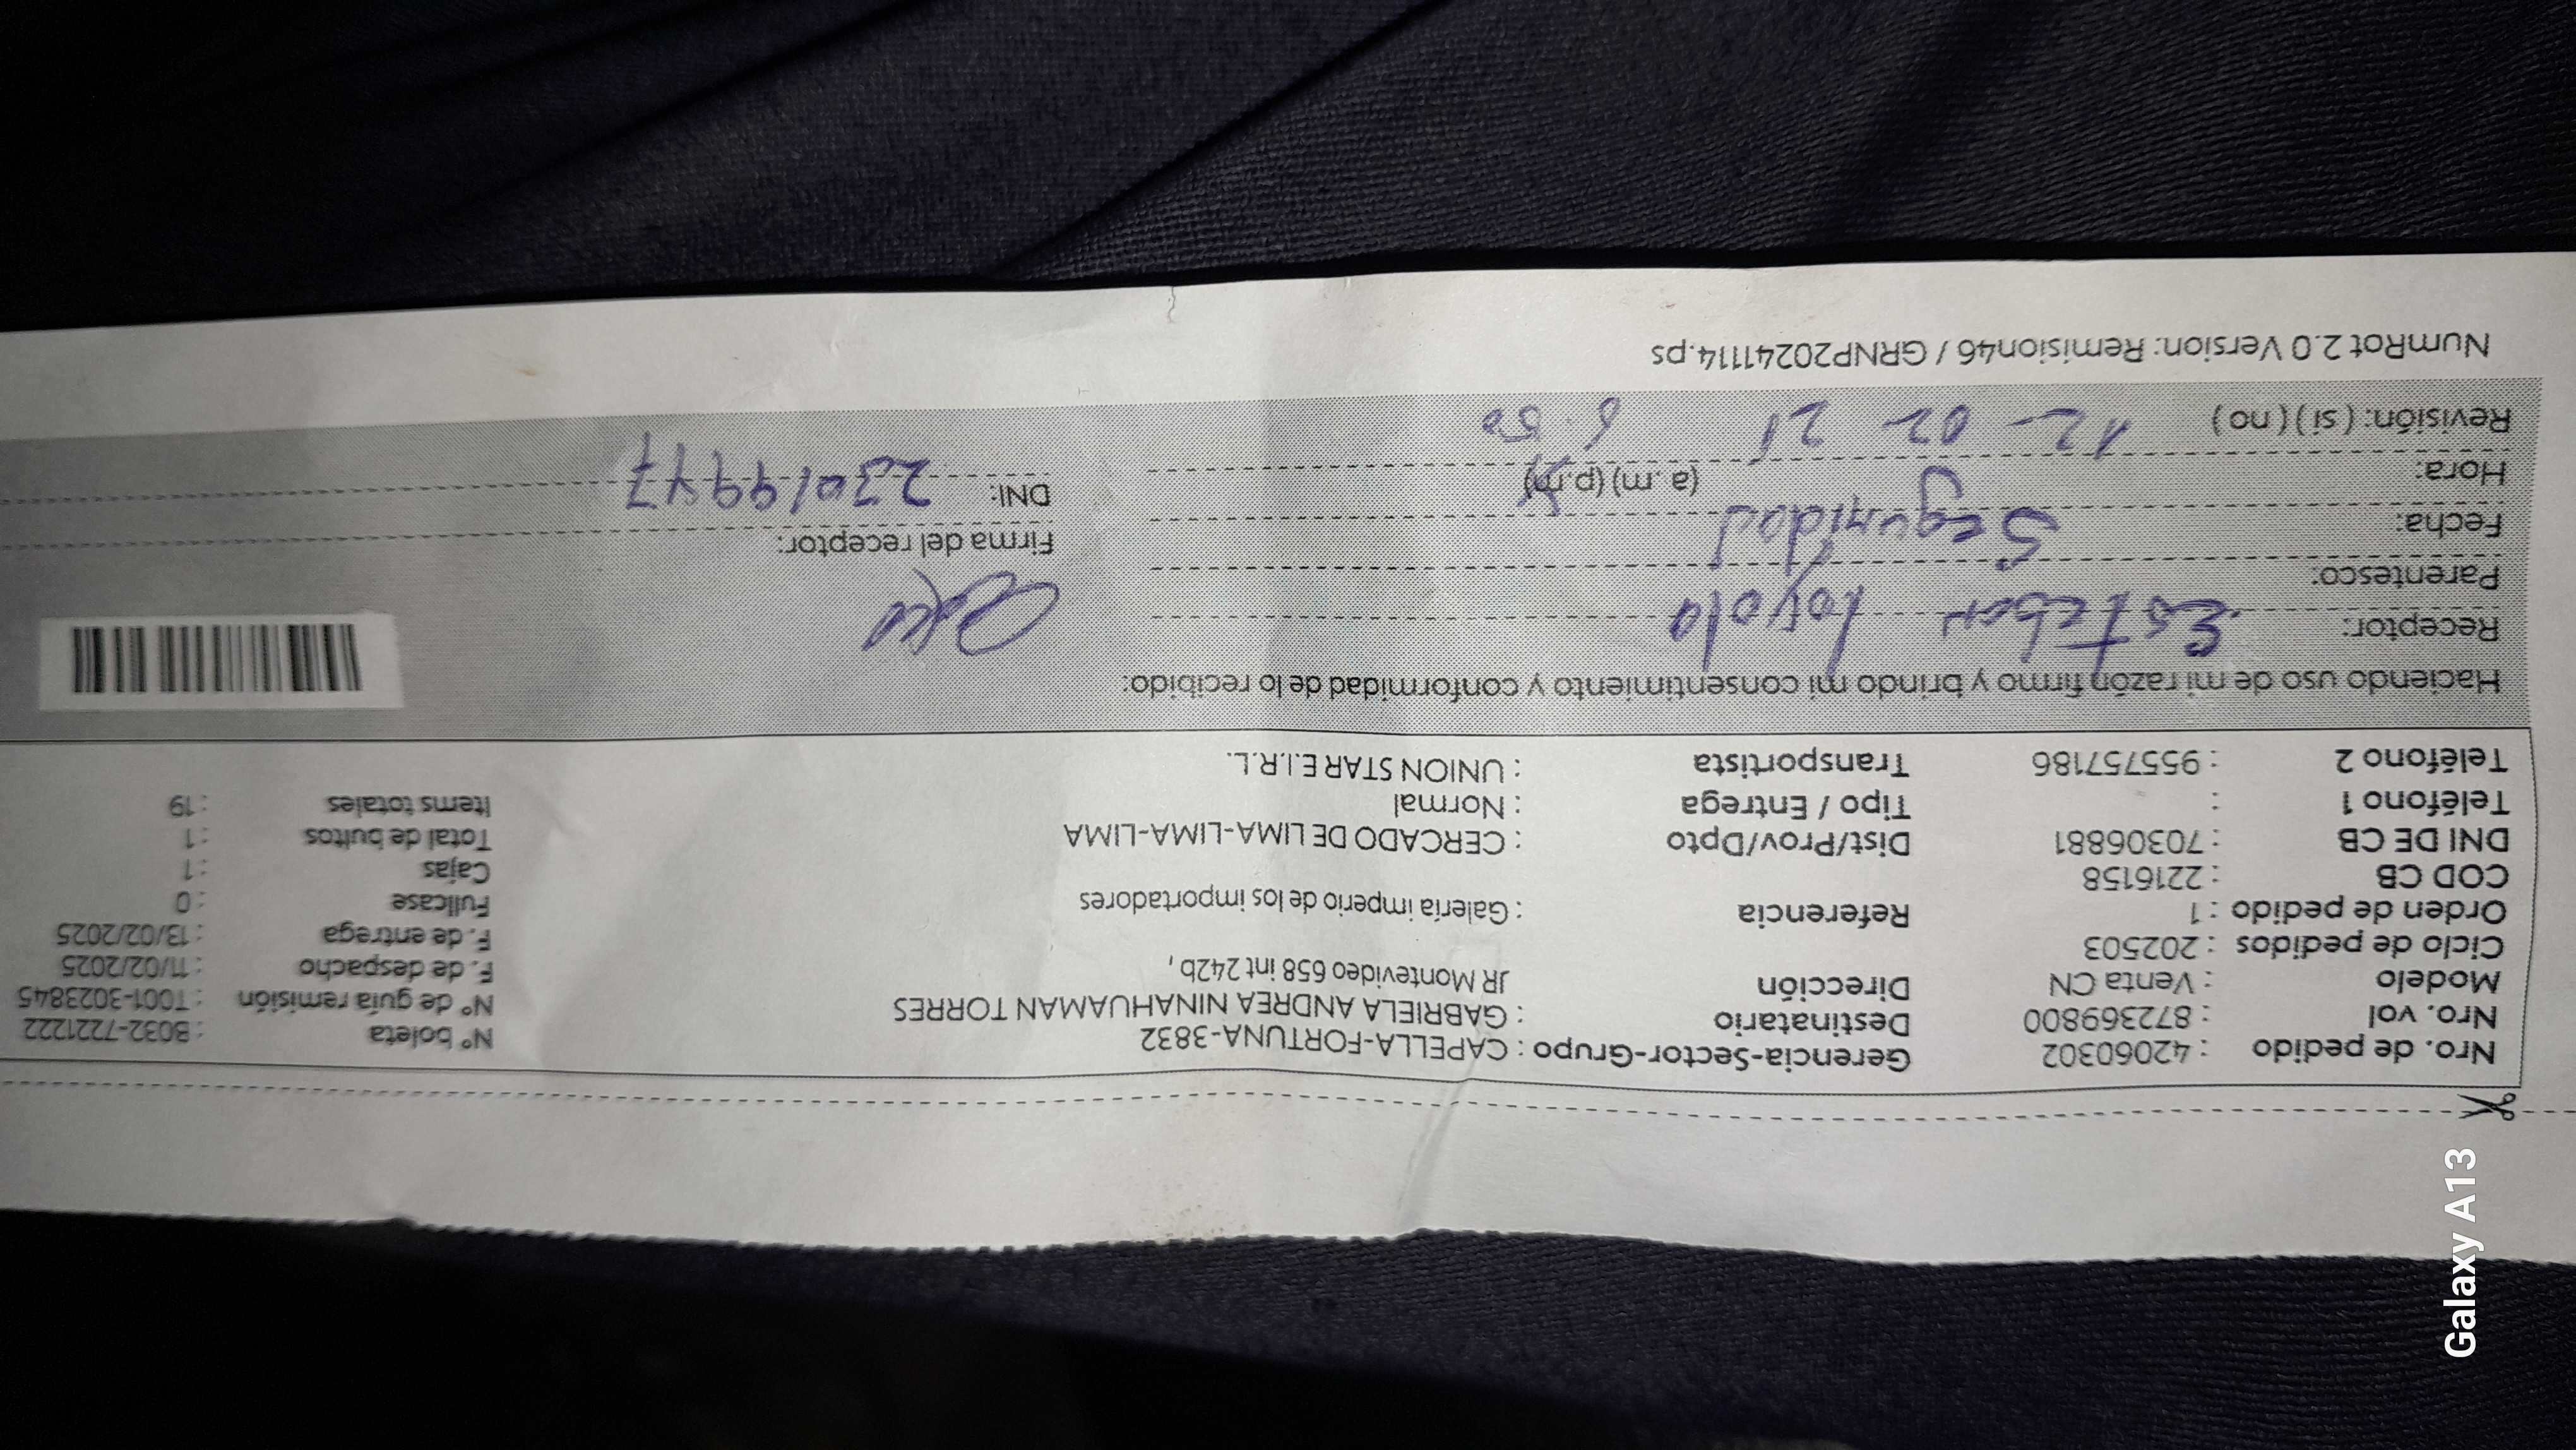 Nro. de pedido : 42060302 Gerencia-Sector-Grupo : CAPELLA-FORTUNA-3832 N° boleta : B032-7221222
Nro. vol : 872369800 Destinatario : GABRIELA ANDREA NINAHUAMAN TORRES N° de guía remisión : T001-3023845
Modelo : Venta CN Dirección JR Montevideo 658 int 242b, F. de despacho : 11/02/2025
Ciclo de pedidos : 202503 F. de entrega : 13/02/2025
Orden de pedido : 1 Referencia : Galería imperio de los importadores Fullcase : 0
COD CB : 2216158 Cajas : 1
DNI DE CB : 70306881 Dist/Prov/Dpto : CERCADO DE LIMA-LIMA-LIMA Total de bultos : 1
Teléfono 1 : Tipo / Entrega : Normal Items totales : 19
Teléfono 2 : 955757186 Transportista : UNION STAR E.I.R.L.
Haciendo uso de mi razón firmo y brindo mi consentimiento y conformidad de lo recibido:
Receptor: Esteban Loyola
Parentesco: Seguridad Firma del receptor:
Fecha:
Hora: (a.m) (p.m) DNI: 23019947
Revisión: ( si ) ( no ) 12 - 02 - 25 5.50
NumRot 2.0 Version: Remision46 / GRNP20241114.ps
Galaxy A13